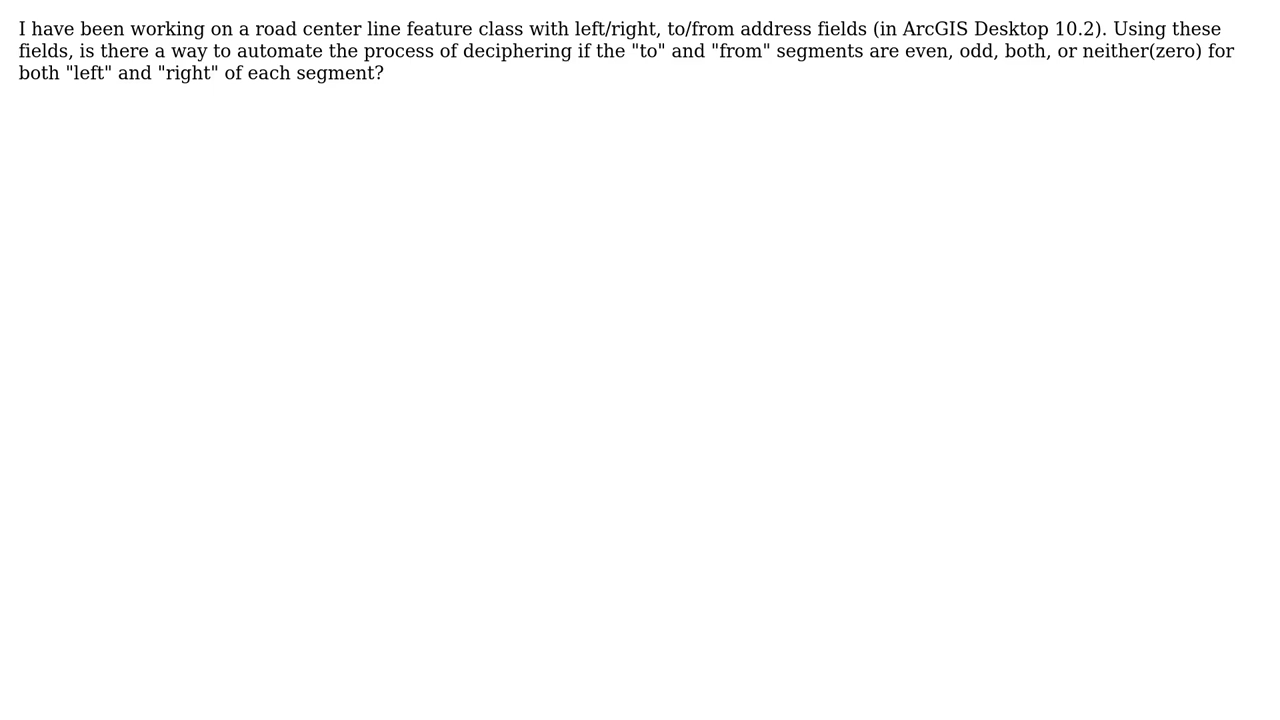 I have been working on a road center line feature class with left/right, to/from address fields (in ArcGIS Desktop 10.2). Using these
fields, is there a way to automate the process of deciphering if the "to" and "from" segments are even, odd, both, or neither(zero) for
both "left" and "right" of each segment?